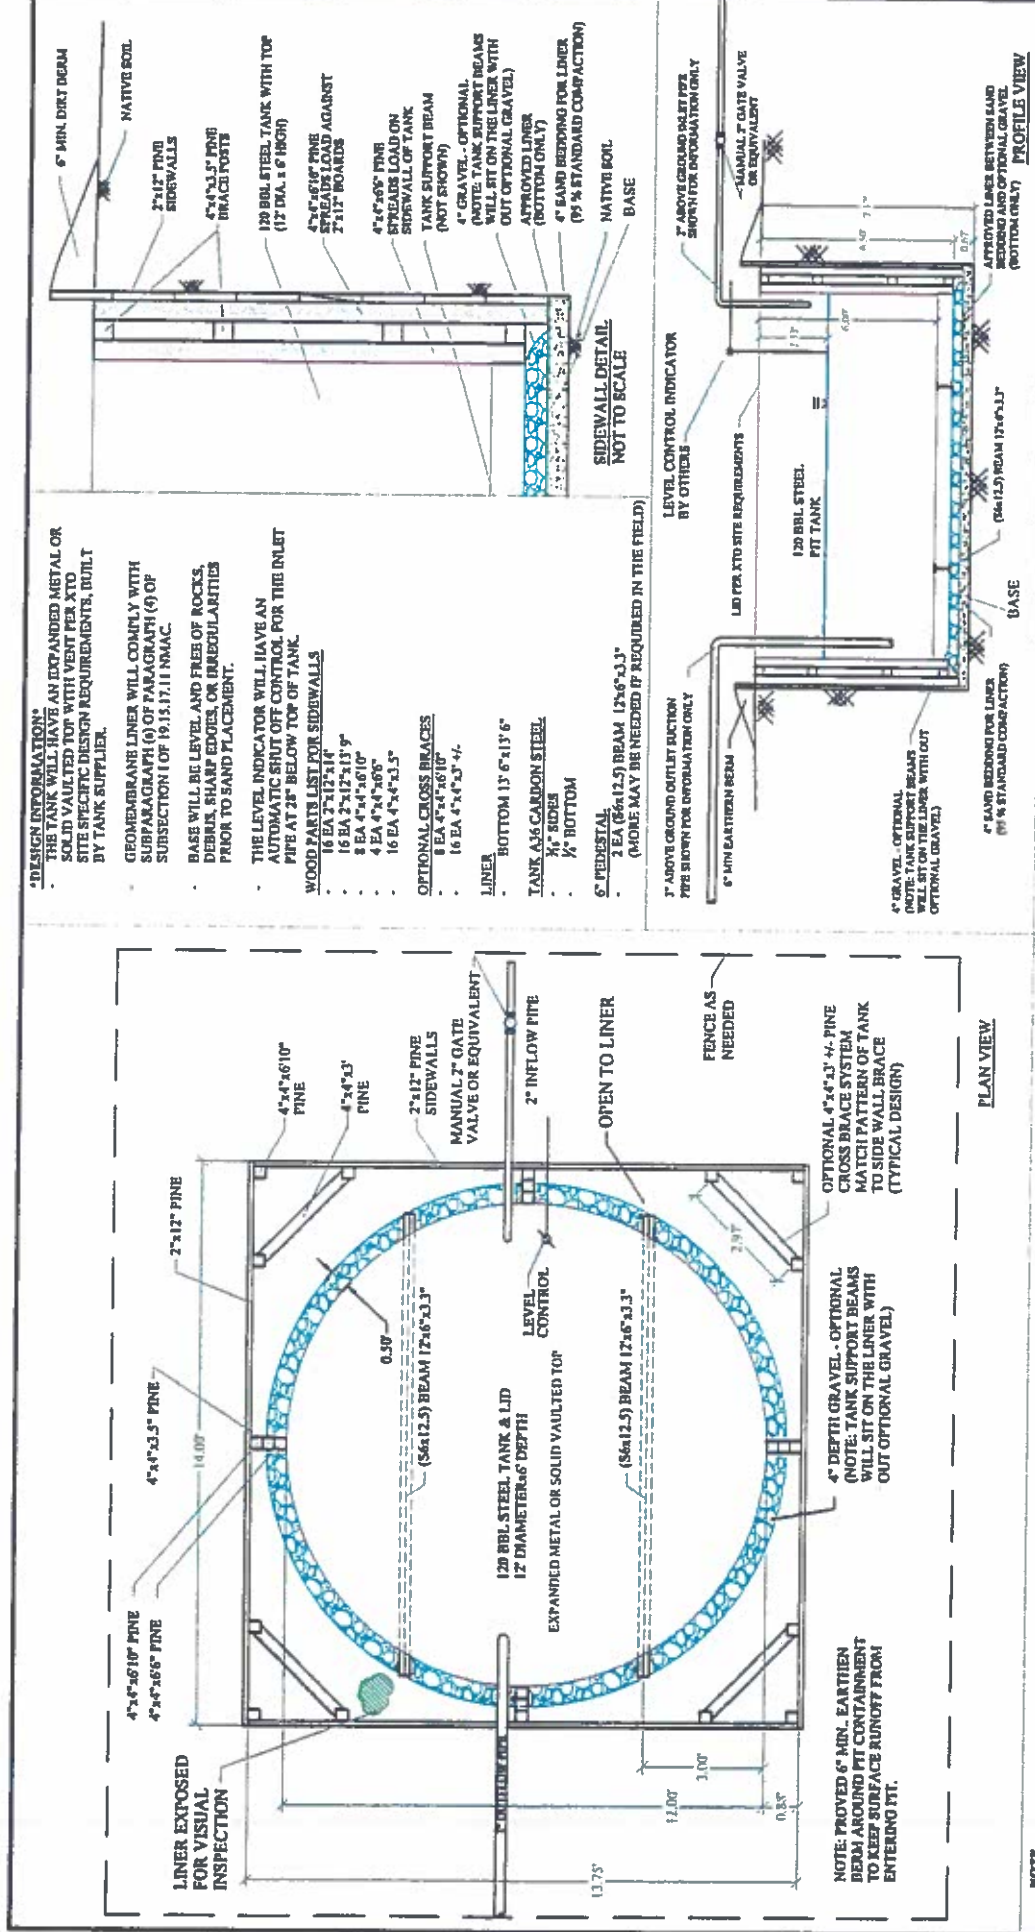 *DESIGN INFORMATION*
- THE TANK WILL HAVE AN EXPANDED METAL OR
SOLID VAULTED TOP WITH VENT PER XTO
SITE SPECIFIC DESIGN REQUIREMENTS, BUILT
BY TANK SUPPLIER.
- GEOMEMBRANE LINER WILL COMPLY WITH
SUBPARAGRAPH (a) OF PARAGRAPH (4) OF
SUBSECTION I OF 19.15.17.11 NMAC.
- BASE WILL BE LEVEL AND FREE OF ROCKS,
DEBRIS, SHARP EDGES, OR IRREGULARITIES
PRIOR TO SAND PLACEMENT.
- THE LEVEL INDICATOR WILL HAVE AN
AUTOMATIC SHUT OFF CONTROL FOR THE INLET
PIPE AT 28" BELOW TOP OF TANK.
WOOD PARTS LIST FOR SIDEWALLS
- 16 EA 2"x12"x14'
- 16 EA 2"x12"x13'9"
- 8 EA 4"x4"x6'10"
- 4 EA 4"x4"x6'6"
- 16 EA 4"x4"x3.5"
OPTIONAL CROSS BRACES
- 8 EA 4"x4"x6'10"
- 16 EA 4"x4"x3' +/-
LINER
- BOTTOM 13' 6"x13' 6"
TANK A36 CARBON STEEL
- 3/16" SIDES
- 1/4" BOTTOM
6" PEDESTAL
- 2 EA (S6x12.5) BEAM 12'x6"x3.3"
(MORE MAY BE NEEDED IF REQUIRED IN THE FIELD)
6" MIN. DIRT BERM
NATIVE SOIL
2"x12" PINE
SIDEWALLS
4"x4"x3.5" PINE
BRACE POSTS
120 BBL STEEL TANK WITH TOP
(12' DIA. x 6' HIGH)
4"x4"x6'10" PINE
SPREADS LOAD AGAINST
2"x12" BOARDS
4"x4"x6'6" PINE
SPREADS LOAD ON
SIDEWALL OF TANK
TANK SUPPORT BEAM
(NOT SHOWN)
4" GRAVEL - OPTIONAL
(NOTE: TANK SUPPORT BEAMS
WILL SIT ON THE LINER WITH
OUT OPTIONAL GRAVEL)
APPROVED LINER
(BOTTOM ONLY)
4" SAND BEDDING FOR LINER
(95 % STANDARD COMPACTION)
NATIVE SOIL
BASE
SIDEWALL DETAIL
NOT TO SCALE
4"x4"x6'10" PINE
4"x4"x6'6" PINE
4"x4"x3.5" PINE
2"x12" PINE
4"x4"x6'10"
PINE
4"x4"x3'
PINE
2"x12" PINE
SIDEWALLS
MANUAL 2" GATE
VALVE OR EQUIVALENT
2" INFLOW PIPE
OPEN TO LINER
FENCE AS
NEEDED
LINER EXPOSED
FOR VISUAL
INSPECTION
14.00'
0.50'
(S6x12.5) BEAM 12'x6"x3.3"
LEVEL
CONTROL
120 BBL STEEL TANK & LID
12' DIAMETERx6' DEPTH
EXPANDED METAL OR SOLID VAULTED TOP
(S6x12.5) BEAM 12'x6"x3.3"
2.97'
3.00'
12.00'
0.88'
13.75'
NOTE: PROVED 6" MIN. EARTHEN
BERM AROUND PIT CONTAINMENT
TO KEEP SURFACE RUNOFF FROM
ENTERING PIT.
4" DEPTH GRAVEL - OPTIONAL
(NOTE: TANK SUPPORT BEAMS
WILL SIT ON THE LINER WITH
OUT OPTIONAL GRAVEL)
OPTIONAL 4"x4"x3' +/- PINE
CROSS BRACE SYSTEM
MATCH PATTERN OF TANK
TO SIDE WALL BRACE
(TYPICAL DESIGN)
PLAN VIEW
3" ABOVE GROUND OUTLET SUCTION
PIPE SHOWN FOR INFORMATION ONLY
6" MIN EARTHERN BERM
LEVEL CONTROL INDICATOR
BY OTHERS
LID PER XTO SITE REQUIREMENTS
2" ABOVE GROUND INLET PIPE
SHOWN FOR INFORMATION ONLY
MANUAL 2" GATE VALVE
OR EQUIVALENT
120 BBL STEEL
PIT TANK
6.00'
0.67'
4" GRAVEL - OPTIONAL
(NOTE: TANK SUPPORT BEAMS
WILL SIT ON THE LINER WITH OUT
OPTIONAL GRAVEL)
4" SAND BEDDING FOR LINER
(95 % STANDARD COMPACTION)
BASE
(S6x12.5) BEAM 12'x6"x3.3"
APPROVED LINER BETWEEN SAND
BEDDING AND OPTIONAL GRAVEL
(BOTTOM ONLY)
PROFILE VIEW
NOTE